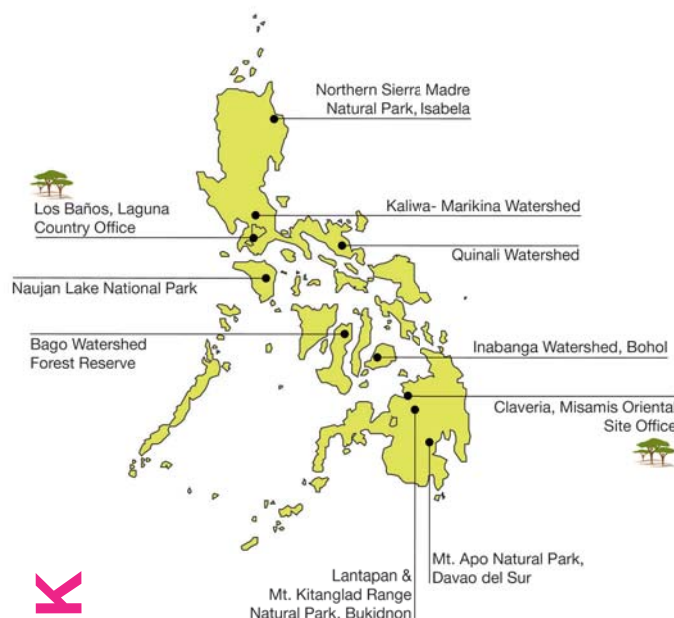 Northern Sierra Madre
Natural Park, Isabela
Los Baños, Laguna
Country Office
Kaliwa- Marikina Watershed
Quinali Watershed
Naujan Lake National Park
Bago Watershed
Forest Reserve
Inabanga Watershed, Bohol
Claveria, Misamis Oriental
Site Office
Mt. Apo Natural Park,
Davao del Sur
Lantapan &
Mt. Kitanglad Range
Natural Park, Bukidnon
K